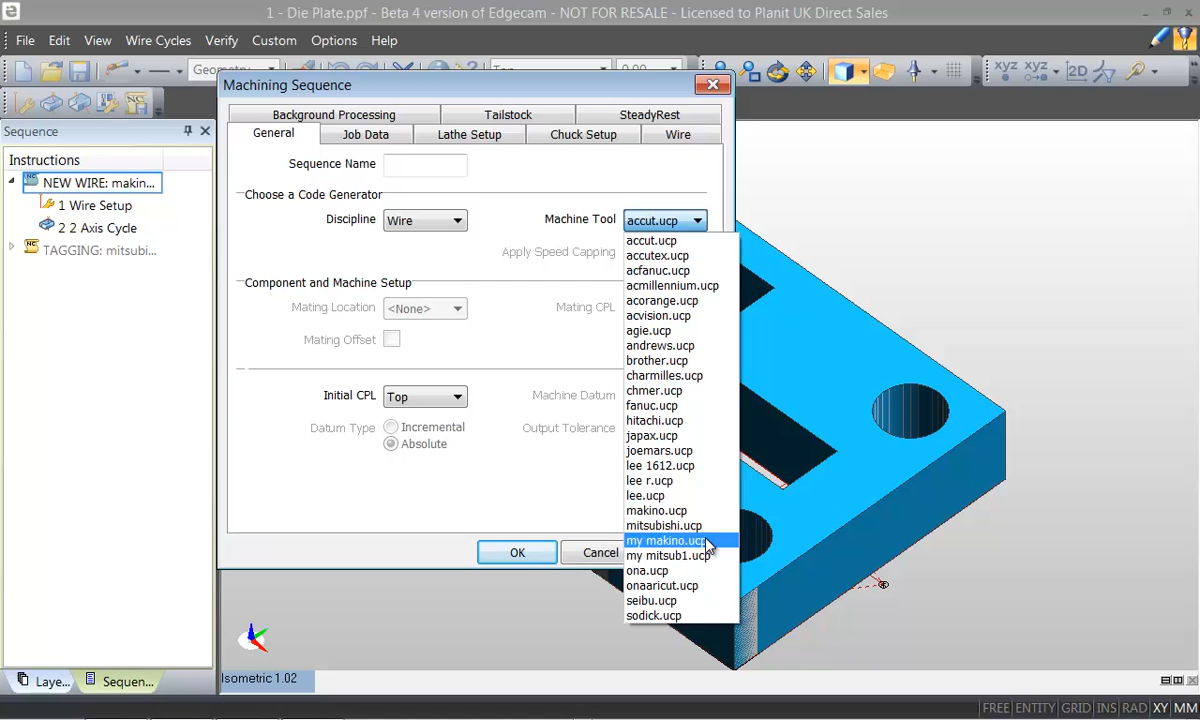 1 - Die Plate.ppf - Beta 4 version of Edgecam - NOT FOR RESALE - Licensed to Planit UK Direct Sales
File Edit View Wire Cycles Verify Custom Transfer Options Help
Machining Sequence
Background Processing Tailstock SteadyRest
General Job Data Lathe Setup Chuck Setup Wire
Sequence Name
Choose a Code Generator
Discipline Wire Machine Tool accut.ucp
Apply Speed Capping
Component and Machine Setup
Mating Location <None> Mating CPL
Mating Offset
Initial CPL Top Machine Datum
Datum Type Incremental Output Tolerance
Absolute
OK Cancel
accut.ucp
accutex.ucp
acfanuc.ucp
acmillennium.ucp
acorange.ucp
acvision.ucp
agie.ucp
andrews.ucp
brother.ucp
charmilles.ucp
chmer.ucp
fanuc.ucp
hitachi.ucp
japax.ucp
joemars.ucp
lee 1612.ucp
lee r.ucp
lee.ucp
makino.ucp
mitsubishi.ucp
my makino.ucp
my mitsub1.ucp
ona.ucp
onaaricut.ucp
seibu.ucp
sodick.ucp
Sequence
Instructions
NEW WIRE: makin...
1 Wire Setup
2 2 Axis Cycle
TAGGING: mitsubi...
Laye... Sequen...
Isometric 1.02
xyz xyz 2D
FREE ENTITY GRID INS RAD XY MM